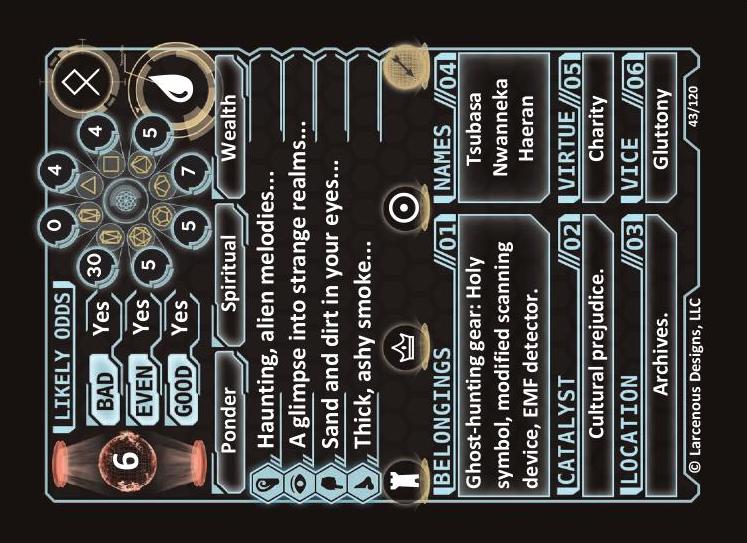 6
LIKELY ODDS
BAD Yes
EVEN Yes
GOOD Yes
0
4
4
5
7
5
5
30
Ponder Spiritual Wealth
Haunting, alien melodies...
A glimpse into strange realms...
Sand and dirt in your eyes...
Thick, ashy smoke...
BELONGINGS //01
Ghost-hunting gear: Holy
symbol, modified scanning
device, EMF detector.
CATALYST //02
Cultural prejudice.
LOCATION //03
Archives.
NAMES //04
Tsubasa
Nwanneka
Haeran
VIRTUE //05
Charity
VICE //06
Gluttony
© Larcenous Designs, LLC 43/120